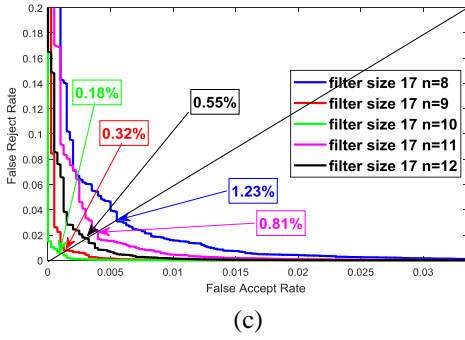 0.2
0.18
0.16
0.14
0.12
0.1
0.08
0.06
0.04
0.02
0
False Reject Rate
0.18%
0.32%
0.55%
1.23%
0.81%
filter size 17 n=8
filter size 17 n=9
filter size 17 n=10
filter size 17 n=11
filter size 17 n=12
0 0.005 0.01 0.015 0.02 0.025 0.03
False Accept Rate
(c)